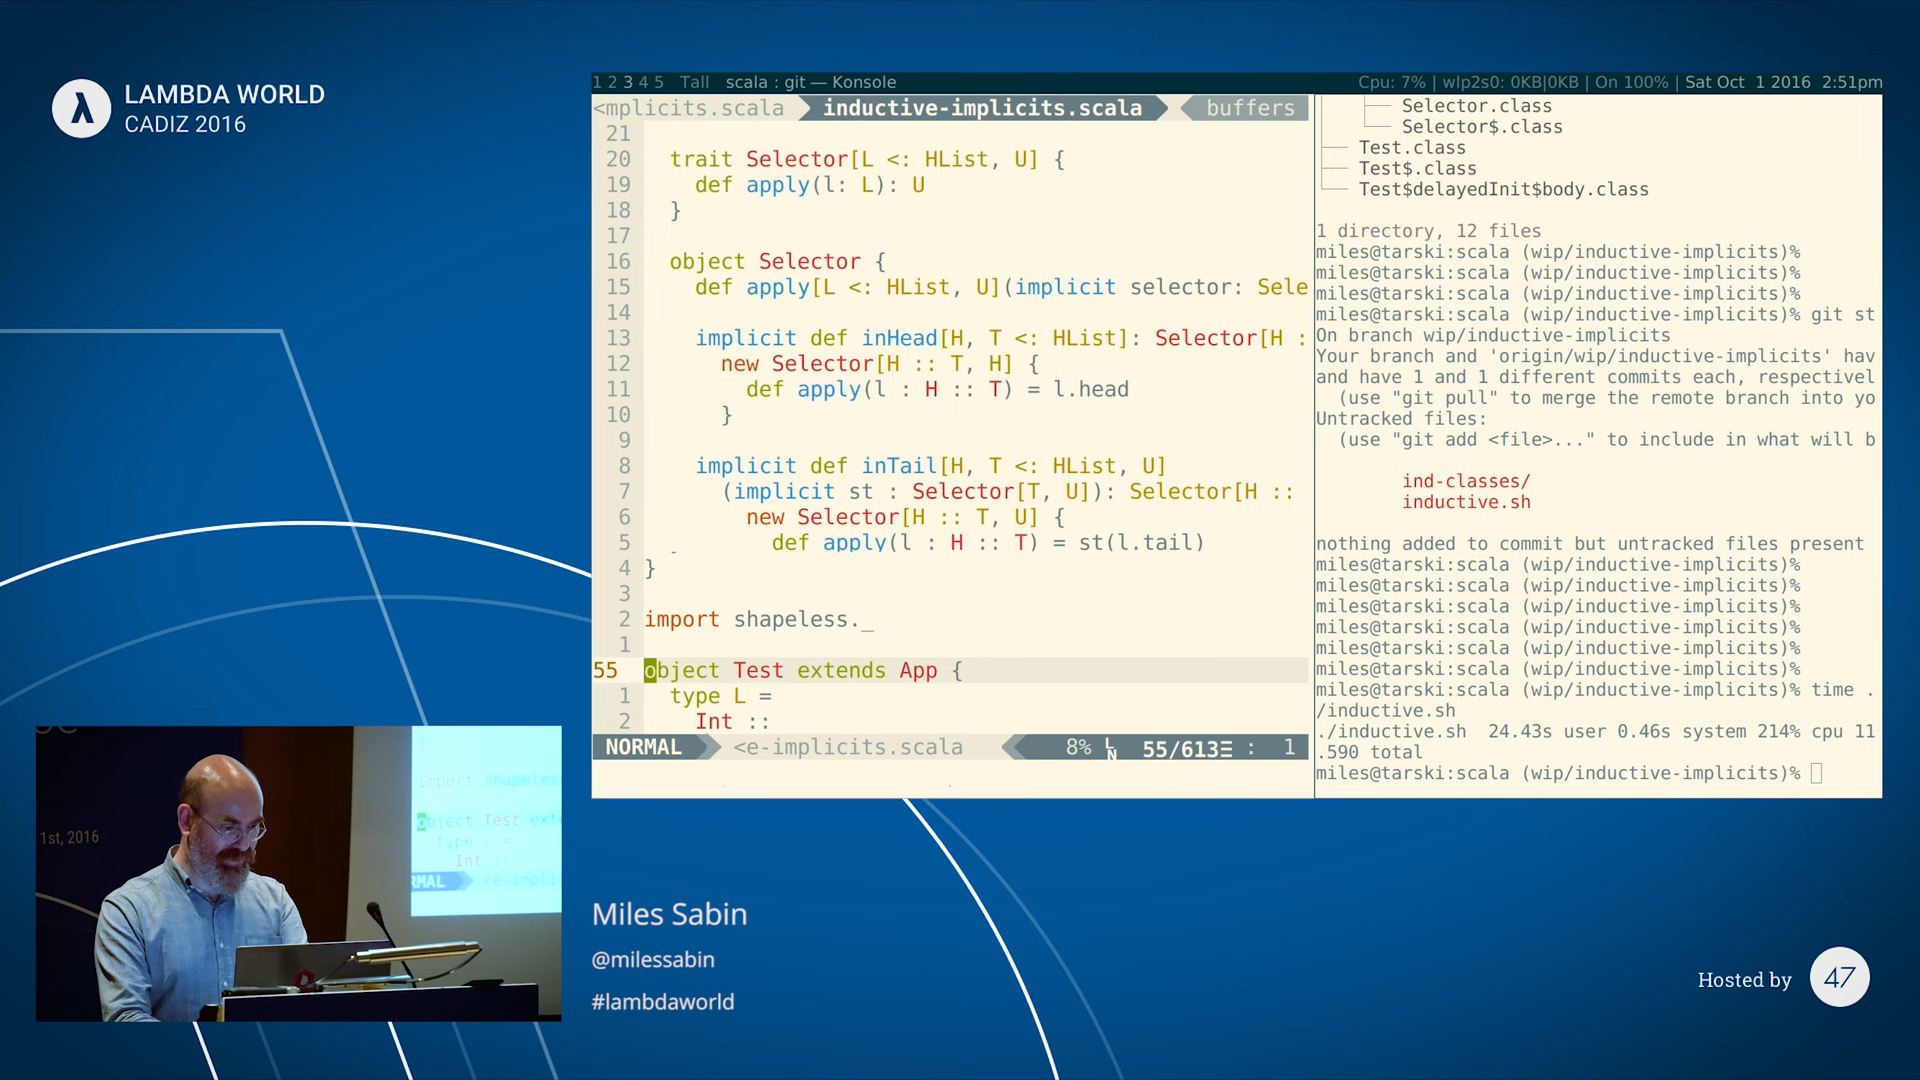 LAMBDA WORLD
CADIZ 2016
1 2 3 4 5 Tall scala : git — Konsole
Cpu: 7% | wlp2s0: 0KB|0KB | On 100% | Sat Oct 1 2016 2:51pm
<mplicits.scala inductive-implicits.scala buffers
21
20 trait Selector[L <: HList, U] {
19 def apply(l: L): U
18 }
17
16 object Selector {
15 def apply[L <: HList, U](implicit selector: Sele
14
13 implicit def inHead[H, T <: HList]: Selector[H :
12 new Selector[H :: T, H] {
11 def apply(l : H :: T) = l.head
10 }
9
8 implicit def inTail[H, T <: HList, U]
7 (implicit st : Selector[T, U]): Selector[H ::
6 new Selector[H :: T, U] {
5 def apply(l : H :: T) = st(l.tail)
4 }
3
2 import shapeless._
1
55 object Test extends App {
1 type L =
2 Int ::
NORMAL <e-implicits.scala 8% LN 55/613☰ : 1
Selector.class
Selector$.class
Test.class
Test$.class
Test$delayedInit$body.class
1 directory, 12 files
miles@tarski:scala (wip/inductive-implicits)%
miles@tarski:scala (wip/inductive-implicits)%
miles@tarski:scala (wip/inductive-implicits)%
miles@tarski:scala (wip/inductive-implicits)% git st
On branch wip/inductive-implicits
Your branch and 'origin/wip/inductive-implicits' hav
and have 1 and 1 different commits each, respectivel
(use "git pull" to merge the remote branch into yo
Untracked files:
(use "git add <file>..." to include in what will b
ind-classes/
inductive.sh
nothing added to commit but untracked files present
miles@tarski:scala (wip/inductive-implicits)%
miles@tarski:scala (wip/inductive-implicits)%
miles@tarski:scala (wip/inductive-implicits)%
miles@tarski:scala (wip/inductive-implicits)%
miles@tarski:scala (wip/inductive-implicits)%
miles@tarski:scala (wip/inductive-implicits)%
miles@tarski:scala (wip/inductive-implicits)% time .
/inductive.sh
./inductive.sh 24.43s user 0.46s system 214% cpu 11
.590 total
miles@tarski:scala (wip/inductive-implicits)%
1st, 2016
import shapeless
object Test exte
type L =
Int ::
RMAL <e-impli
Miles Sabin
@milessabin
#lambdaworld
Hosted by 47